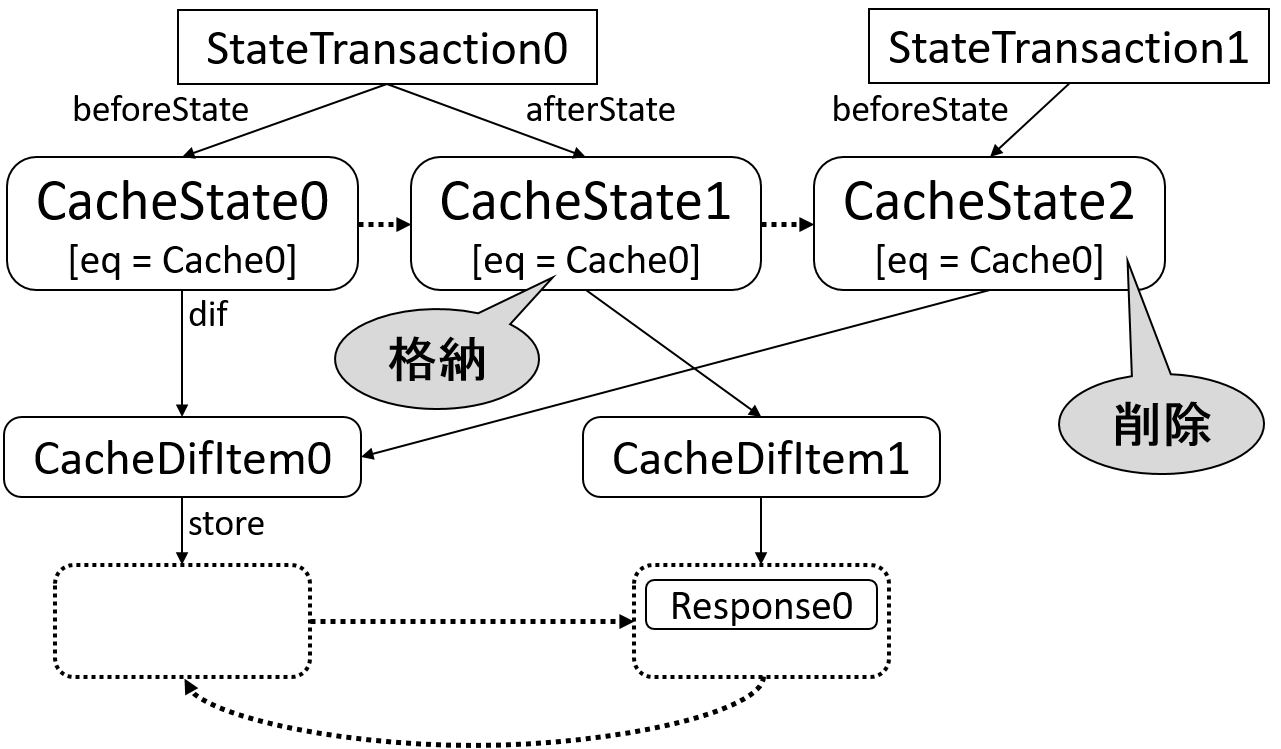 StateTransaction0
StateTransaction1
beforeState
afterState
beforeState
CacheState0
[eq = Cache0]
CacheState1
[eq = Cache0]
CacheState2
[eq = Cache0]
dif
格納
削除
CacheDifItem0
CacheDifItem1
store
Response0